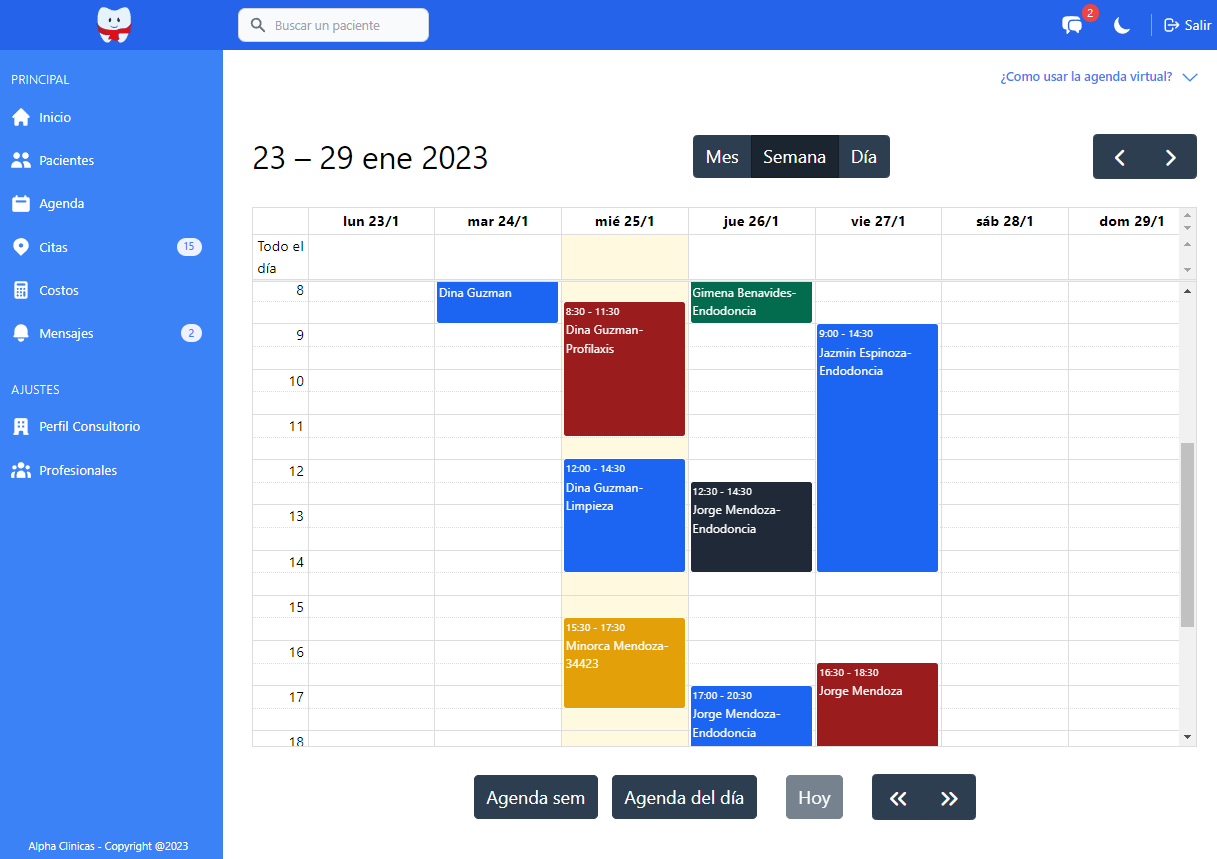 Buscar un paciente
2
Salir
PRINCIPAL
Inicio
Pacientes
Agenda
Citas 15
Costos
Mensajes 2
AJUSTES
Perfil Consultorio
Profesionales
Alpha Clinicas - Copyright @2023
¿Como usar la agenda virtual?
23 – 29 ene 2023
Mes Semana Día
lun 23/1 mar 24/1 mié 25/1 jue 26/1 vie 27/1 sáb 28/1 dom 29/1
Todo el
día
8
9
10
11
12
13
14
15
16
17
18
Dina Guzman
8:30 - 11:30
Dina Guzman-
Profilaxis
12:00 - 14:30
Dina Guzman-
Limpieza
15:30 - 17:30
Minorca Mendoza-
34423
Gimena Benavides-
Endodoncia
12:30 - 14:30
Jorge Mendoza-
Endodoncia
17:00 - 20:30
Jorge Mendoza-
Endodoncia
9:00 - 14:30
Jazmin Espinoza-
Endodoncia
16:30 - 18:30
Jorge Mendoza
Agenda sem Agenda del día Hoy